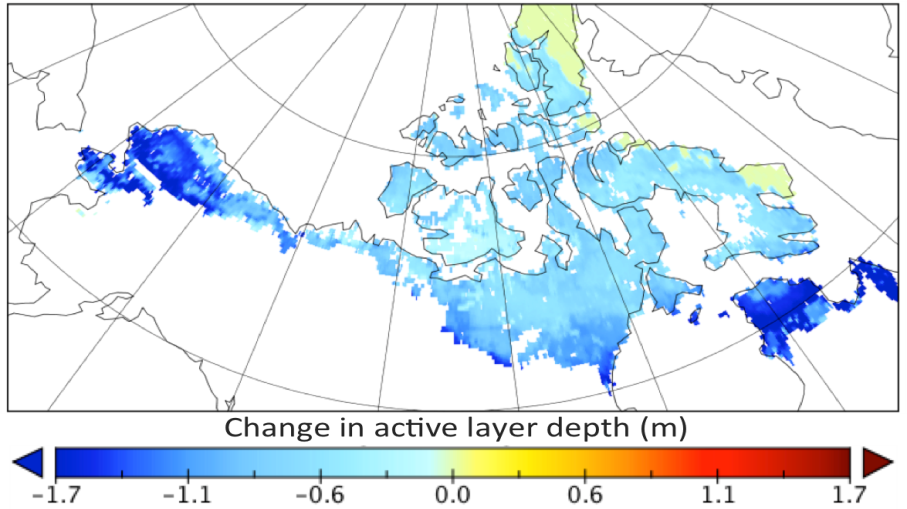 Change in active layer depth (m)
−1.7 −1.1 −0.6 0.0 0.6 1.1 1.7